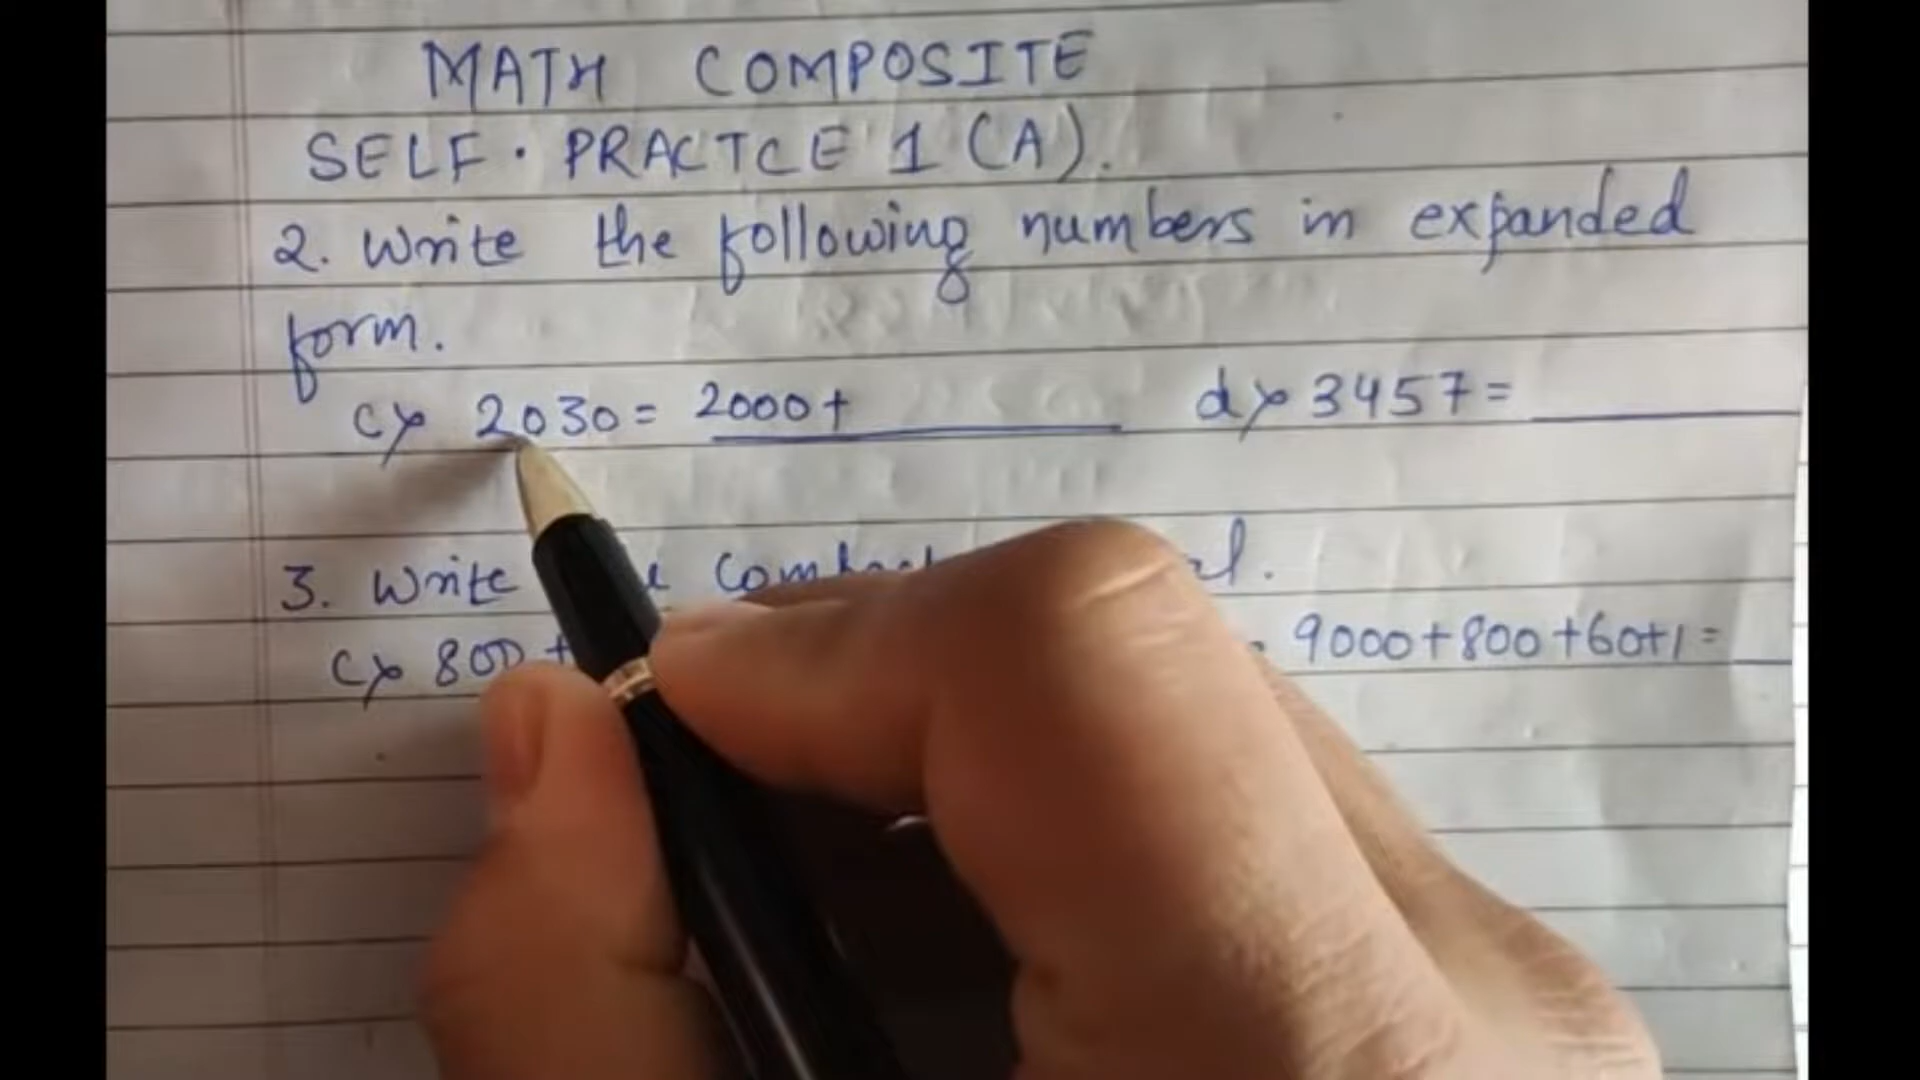 MATH COMPOSITE
SELF. PRACTCE 1 (A).
2. Write the following numbers in expanded
form.
c> 2030 = 2000+ d> 3457 =
3. Write
c> 800 + 9000+800+60+1 =